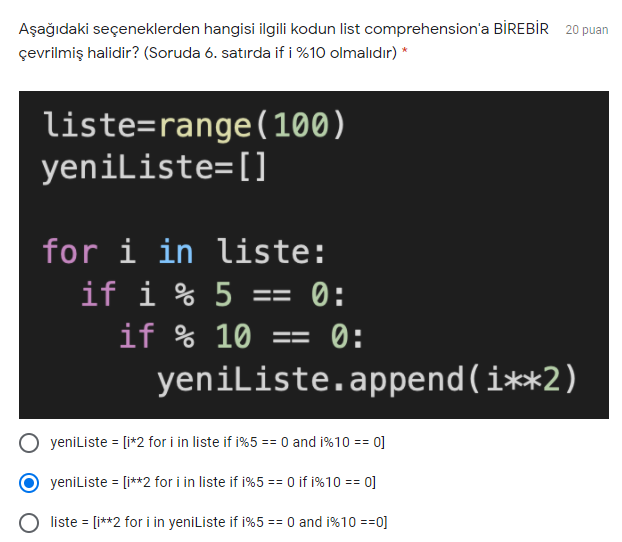 Aşağıdaki seçeneklerden hangisi ilgili kodun list comprehension'a BİREBİR 20 puan
çevrilmiş halidir? (Soruda 6. satırda if i %10 olmalıdır) *
liste=range(100)
yeniListe=[]
for i in liste:
if i % 5 == 0:
if % 10 == 0:
yeniListe.append(i**2)
yeniListe = [i*2 for i in liste if i%5 == 0 and i%10 == 0]
yeniListe = [i**2 for i in liste if i%5 == 0 if i%10 == 0]
liste = [i**2 for i in yeniListe if i%5 == 0 and i%10 ==0]